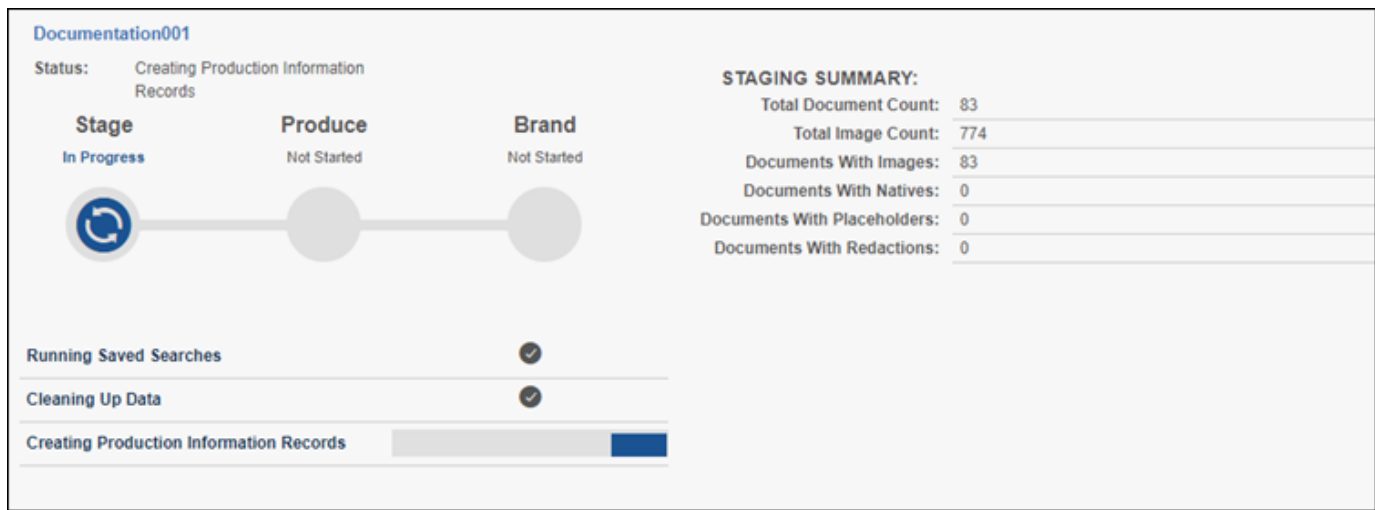 Documentation001
Status: Creating Production Information
Records
Stage Produce Brand
In Progress Not Started Not Started
Running Saved Searches
Cleaning Up Data
Creating Production Information Records
STAGING SUMMARY:
Total Document Count: 83
Total Image Count: 774
Documents With Images: 83
Documents With Natives: 0
Documents With Placeholders: 0
Documents With Redactions: 0